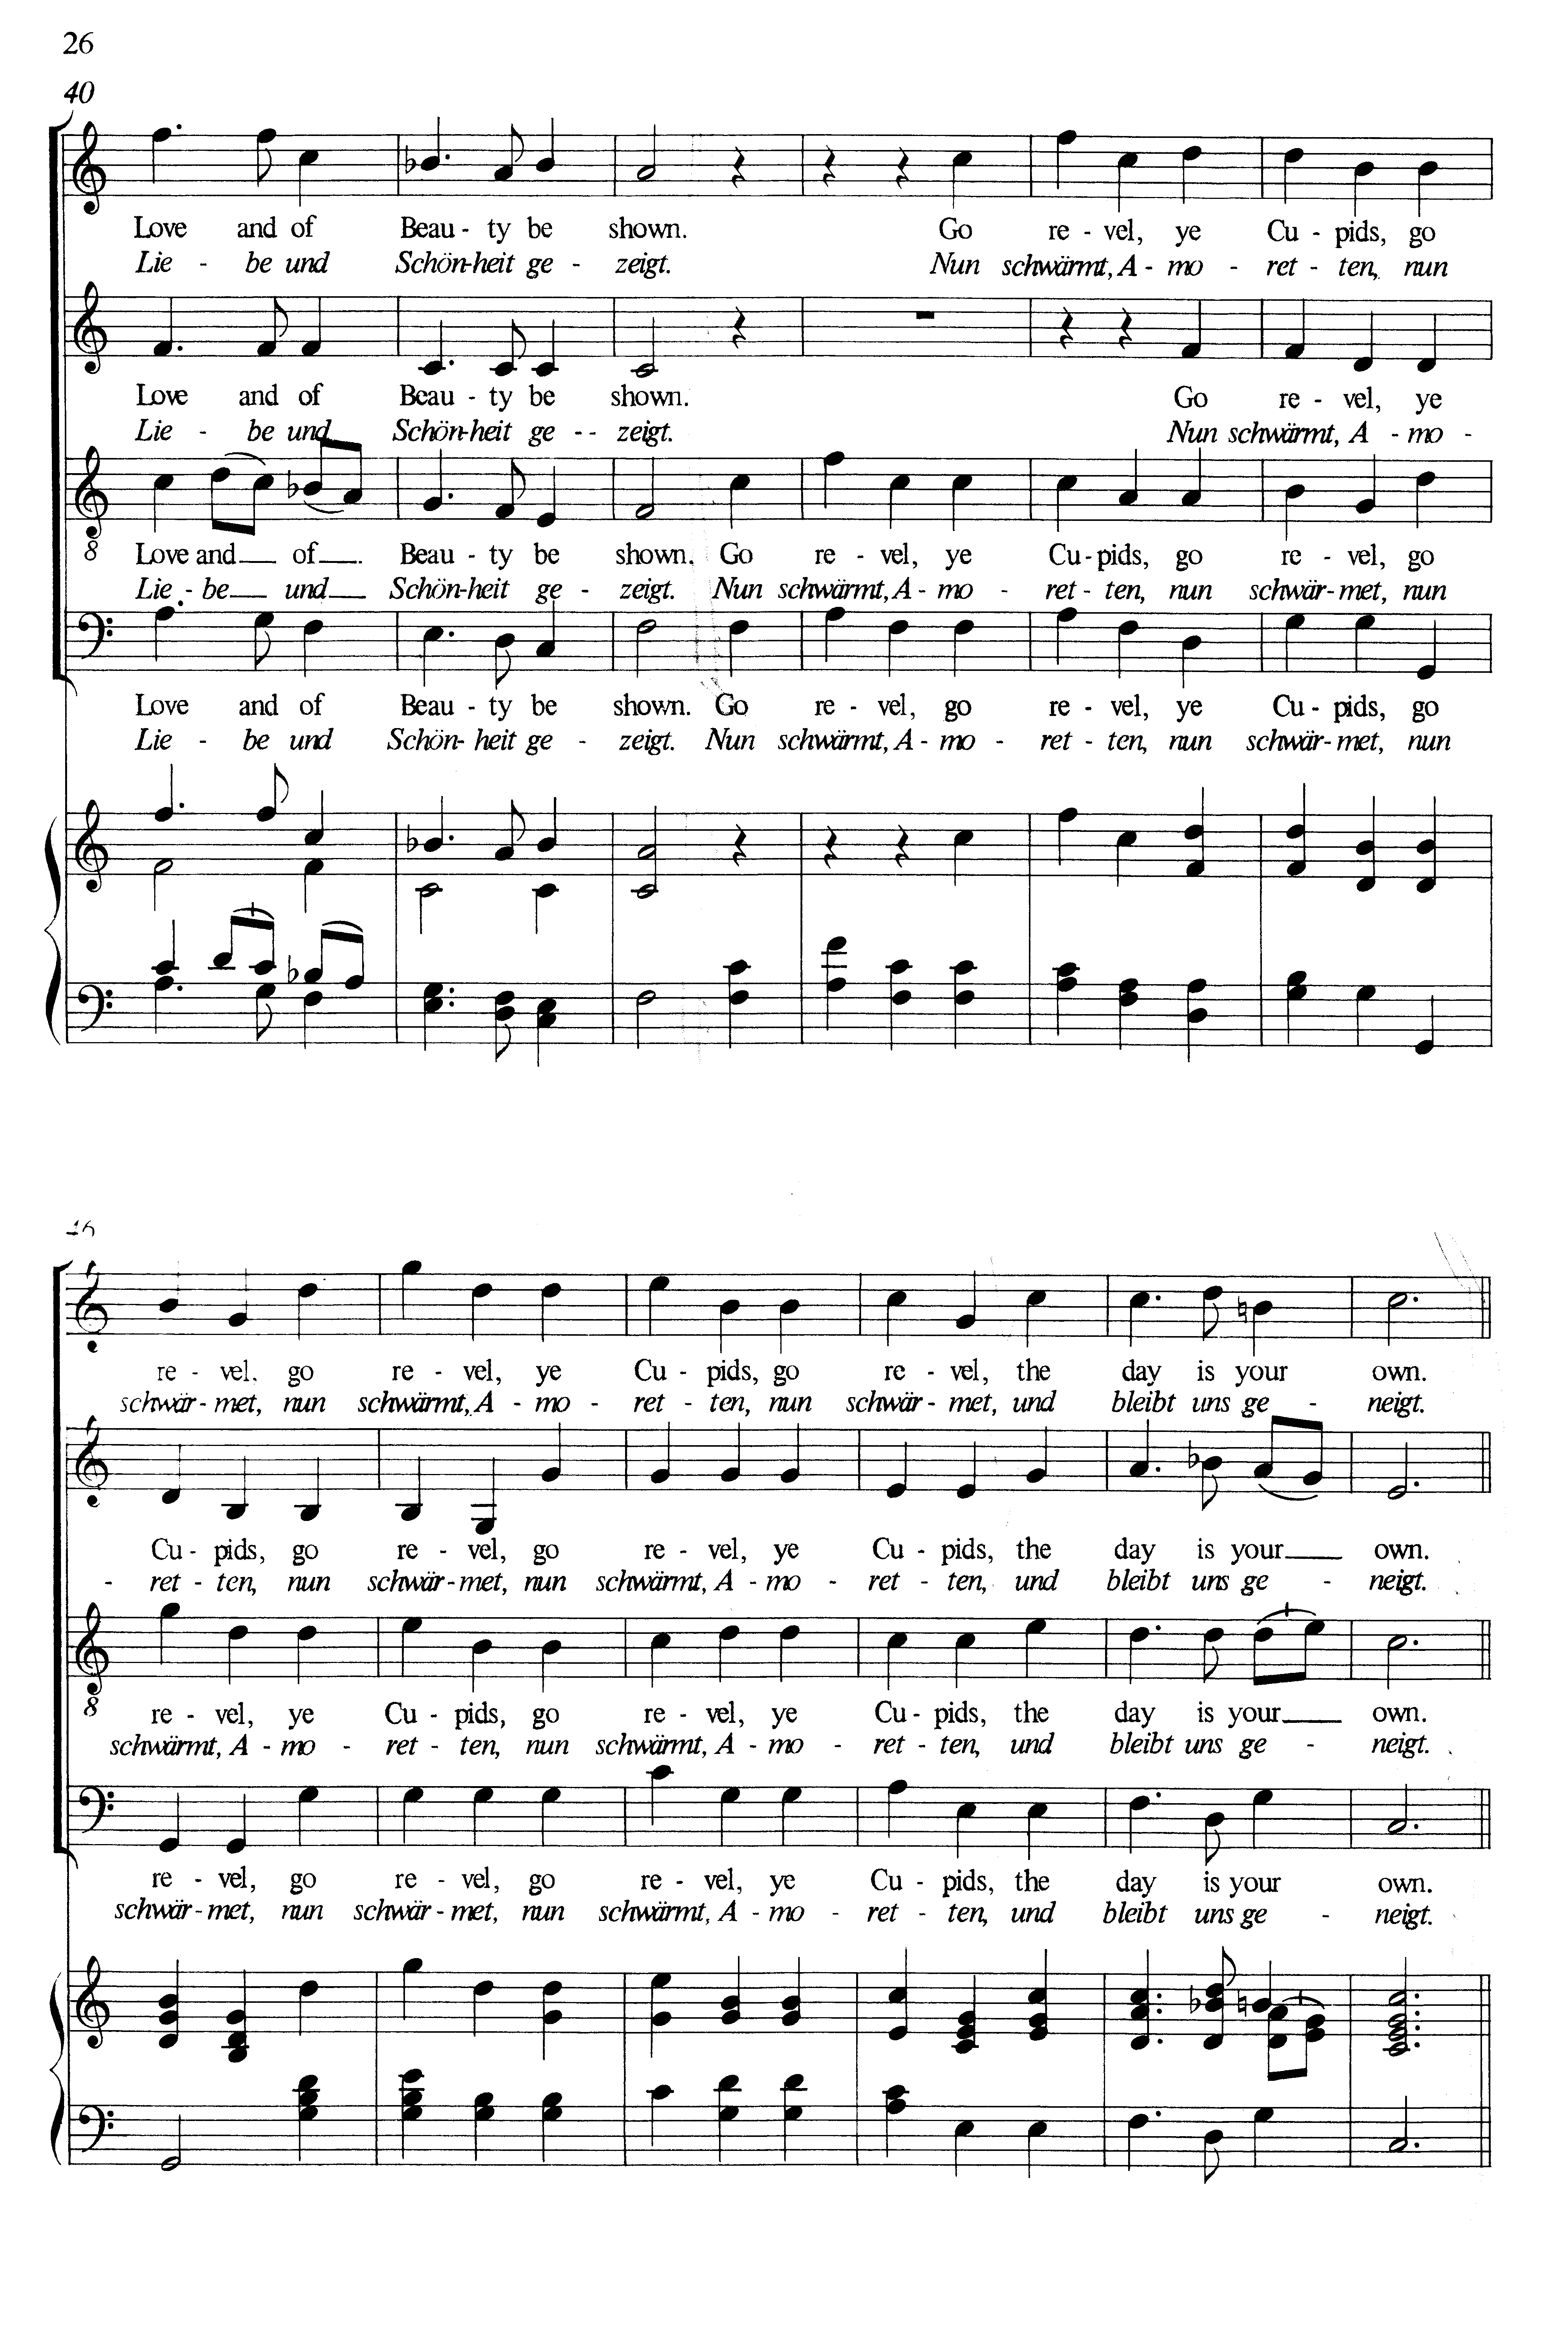 26
40
Love and of Beau - ty be shown. Go re - vel, ye Cu - pids, go
Lie - be und Schön-heit ge - zeigt. Nun schwärmt, A - mo - ret - ten, nun
Love and of Beau - ty be shown. Go re - vel, ye
Lie - be und Schön-heit ge - - zeigt. Nun schwärmt, A - mo -
8
Love and of Beau - ty be shown. Go re - vel, ye Cu - pids, go re - vel, go
Lie - be und Schön-heit ge - zeigt. Nun schwärmt, A - mo - ret - ten, nun schwär - met, nun
Love and of Beau - ty be shown. Go re - vel, go re - vel, ye Cu - pids, go
Lie - be und Schön- heit ge - zeigt. Nun schwärmt, A - mo - ret - ten, nun schwär - met, nun
46
re - vel. go re - vel, ye Cu - pids, go re - vel, the day is your own.
schwär - met, nun schwärmt, A - mo - ret - ten, nun schwär - met, und bleibt uns ge - neigt.
Cu - pids, go re - vel, go re - vel, ye Cu - pids, the day is your own.
- ret - ten, nun schwär - met, nun schwärmt, A - mo - ret - ten, und bleibt uns ge - neigt.
8
re - vel, ye Cu - pids, go re - vel, ye Cu - pids, the day is your own.
schwärmt, A - mo - ret - ten, nun schwärmt, A - mo - ret - ten, und bleibt uns ge - neigt.
re - vel, go re - vel, go re - vel, ye Cu - pids, the day is your own.
schwär - met, nun schwär - met, nun schwärmt, A - mo - ret - ten, und bleibt uns ge - neigt.